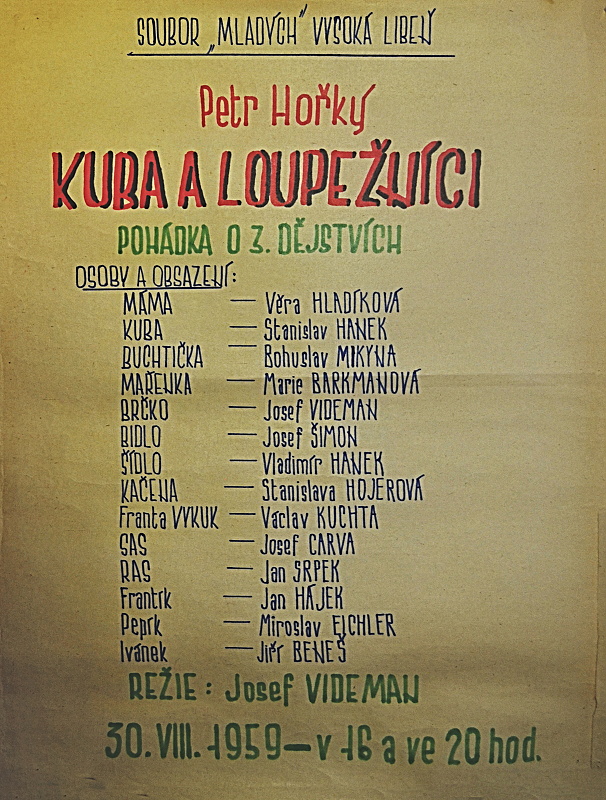 SOUBOR „MLADÝCH" VYSOKÁ LIBEŇ
Petr Hořký
KUBA A LOUPEŽNÍCI
POHÁDKA O 3. DĚJSTVÍCH
OSOBY A OBSAZENÍ:
MÁMA — Věra HLADÍKOVÁ
KUBA — Stanislav HANEK
BUCHTIČKA — Bohuslav MIKYNA
MAŘENKA — Marie BARKMANOVÁ
BRČKO — Josef VIDEMAN
BIDLO — Josef ŠIMON
ŠÍDLO — Vladimír HANEK
KAČENA — Stanislava HOJEROVÁ
Franta VYKUK — Václav KUCHTA
SAS — Josef CARVA
RAS — Jan SRPEK
Frantík — Jan HÁJEK
Pepík — Miroslav EICHLER
Ivánek — Jiří BENEŠ
REŽIE : Josef VIDEMAN
30. VIII. 1959 — v 16 a ve 20 hod.